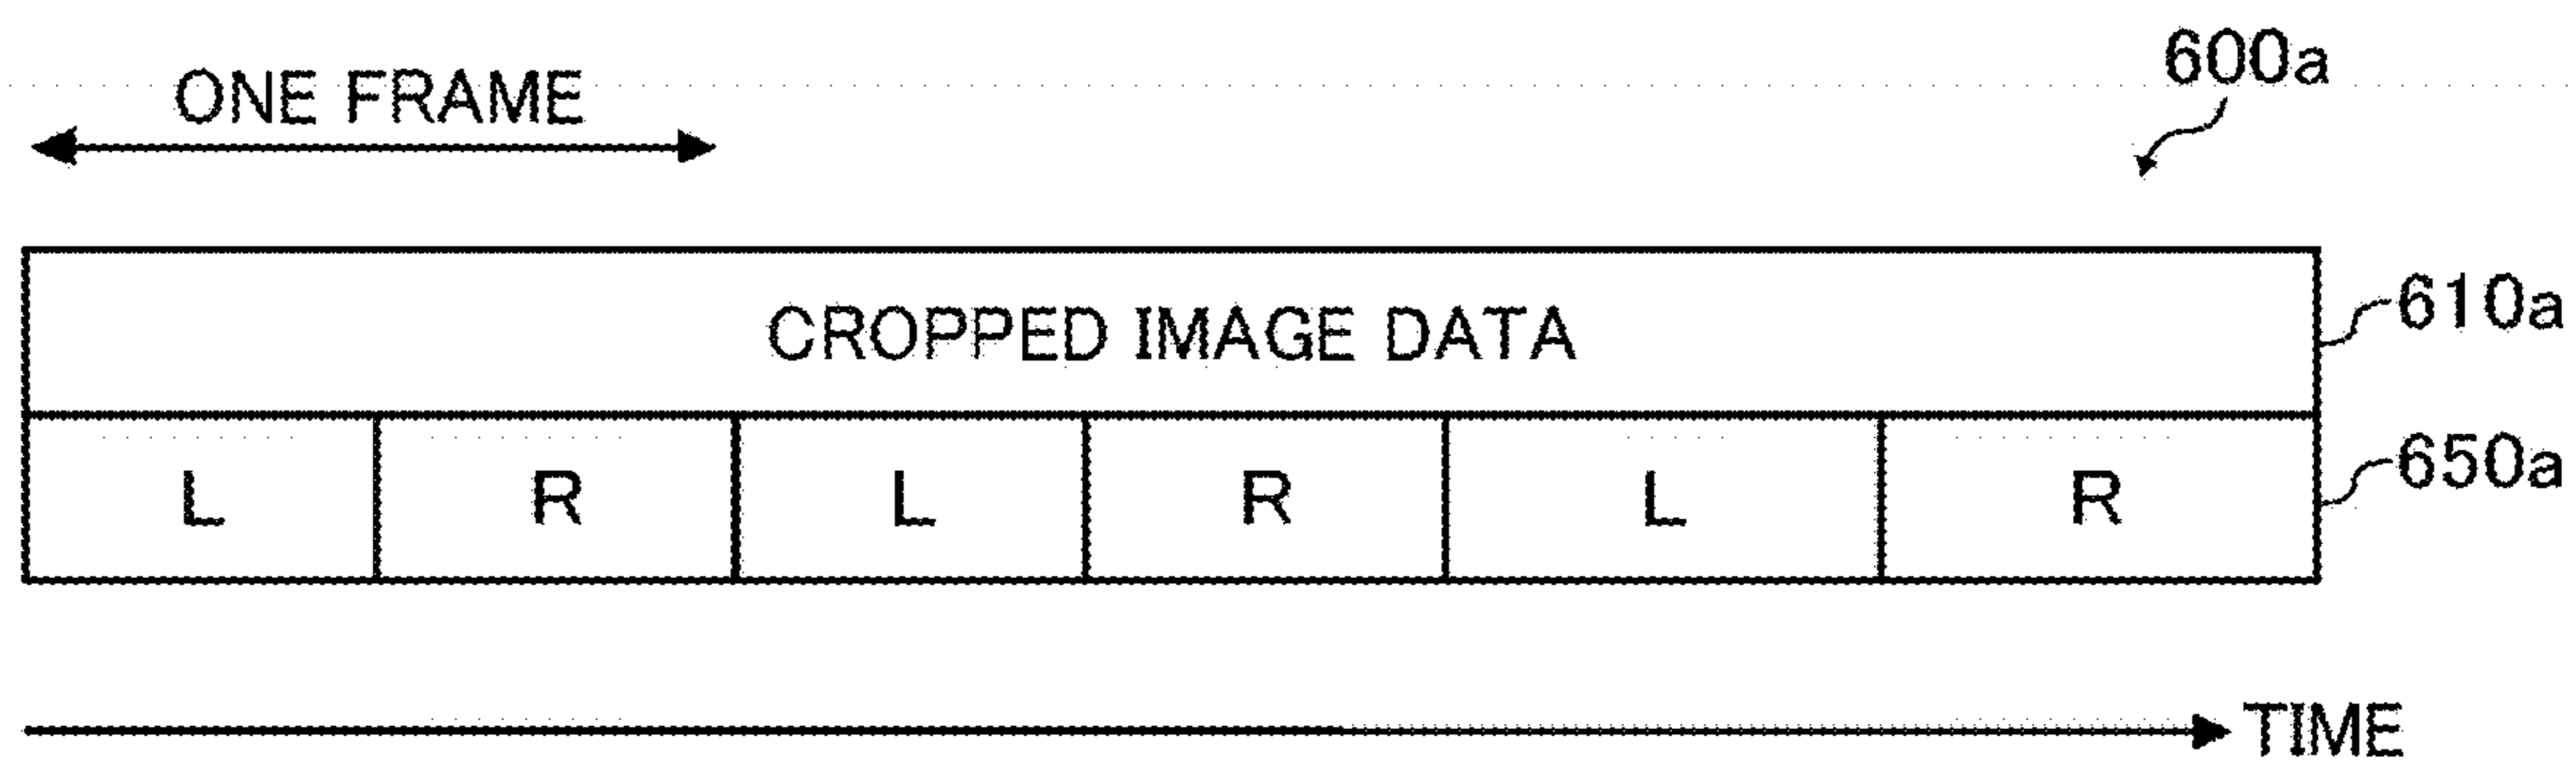 600a
ONE FRAME
CROPPED IMAGE DATA 610a
L R L R L R 650a
TIME